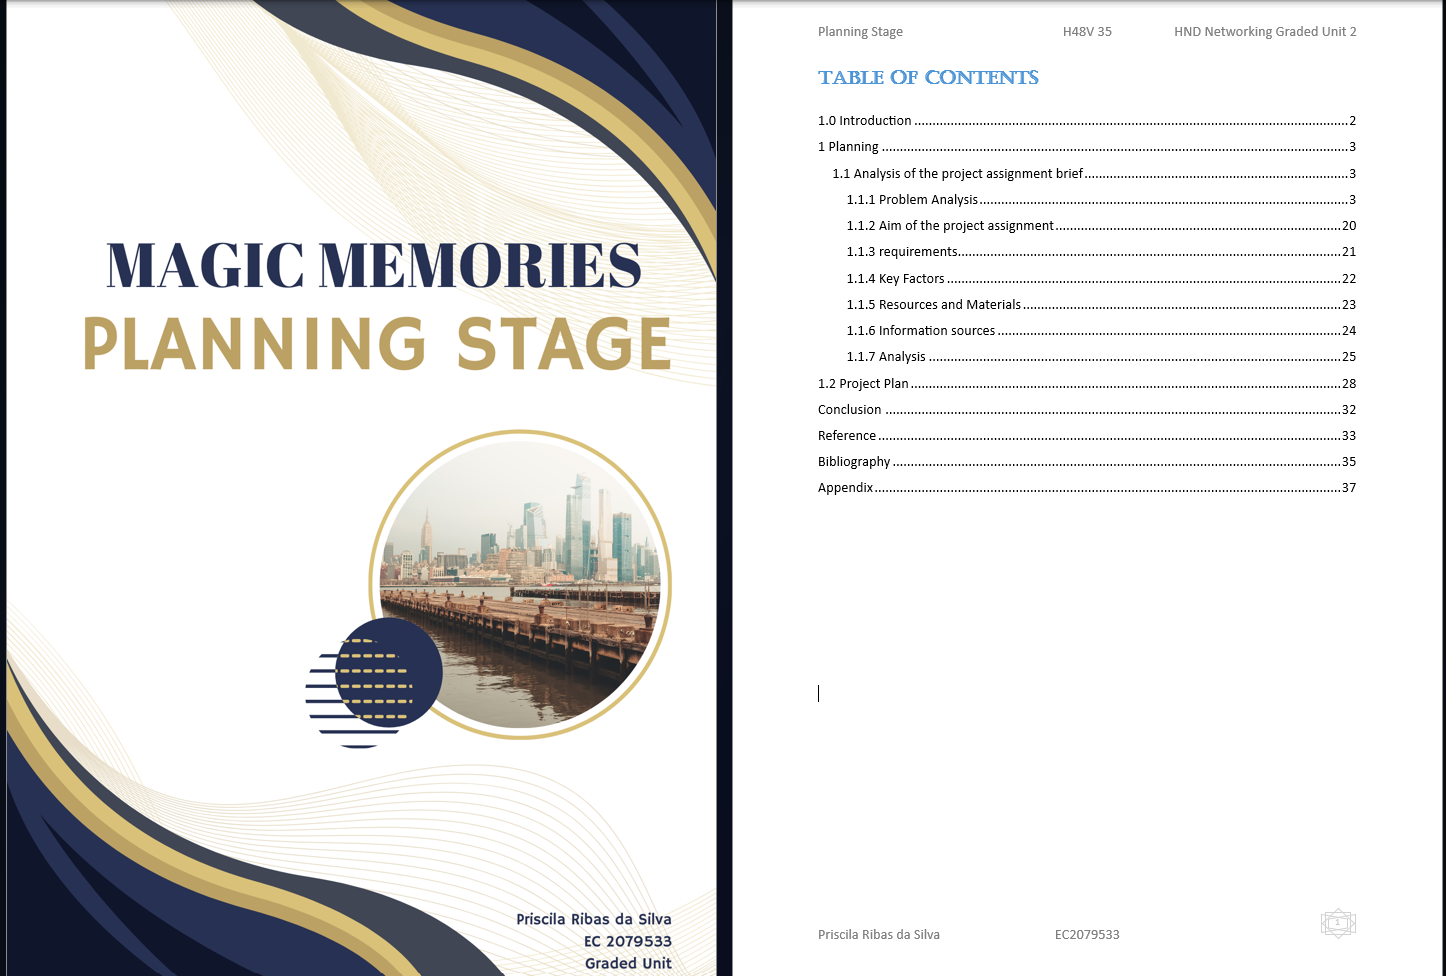 MAGIC MEMORIES
PLANNING STAGE
Priscila Ribas da Silva
EC 2079533
Graded Unit
Planning Stage H48V 35 HND Networking Graded Unit 2
TABLE OF CONTENTS
1.0 Introduction ........................................ 2
1 Planning ........................................ 3
1.1 Analysis of the project assignment brief ........................................ 3
1.1.1 Problem Analysis ........................................ 3
1.1.2 Aim of the project assignment ........................................ 20
1.1.3 requirements ........................................ 21
1.1.4 Key Factors ........................................ 22
1.1.5 Resources and Materials ........................................ 23
1.1.6 Information sources ........................................ 24
1.1.7 Analysis ........................................ 25
1.2 Project Plan ........................................ 28
Conclusion ........................................ 32
Reference ........................................ 33
Bibliography ........................................ 35
Appendix ........................................ 37
Priscila Ribas da Silva EC2079533 1